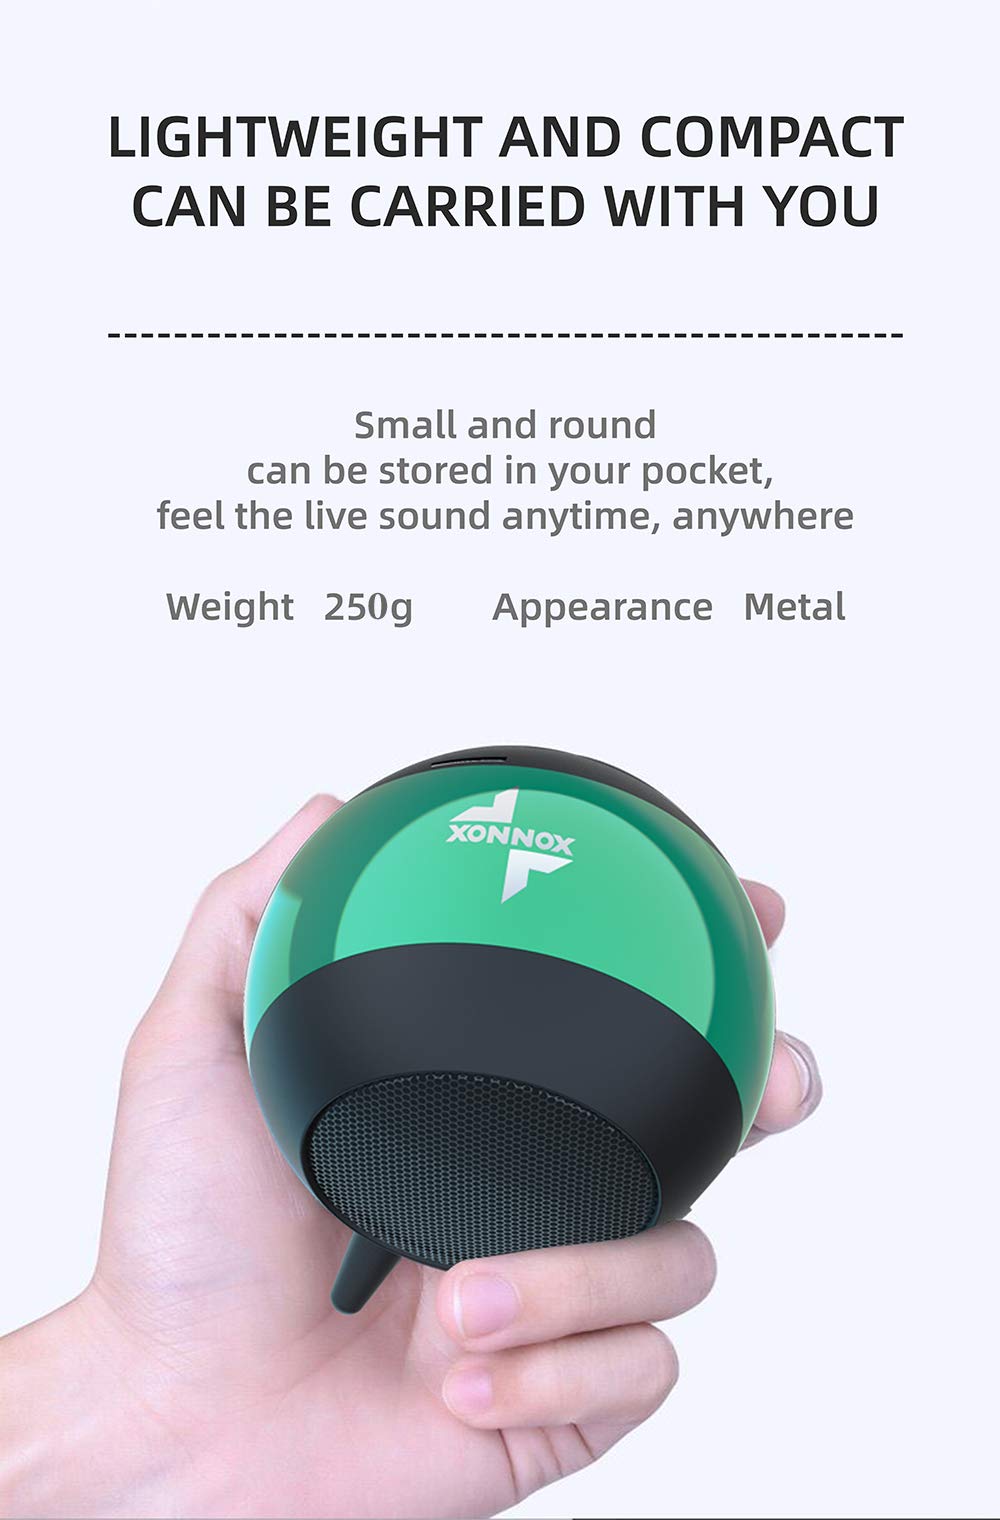 LIGHTWEIGHT AND COMPACT
CAN BE CARRIED WITH YOU
Small and round
can be stored in your pocket,
feel the live sound anytime, anywhere
Weight 250g Appearance Metal
XONNOX